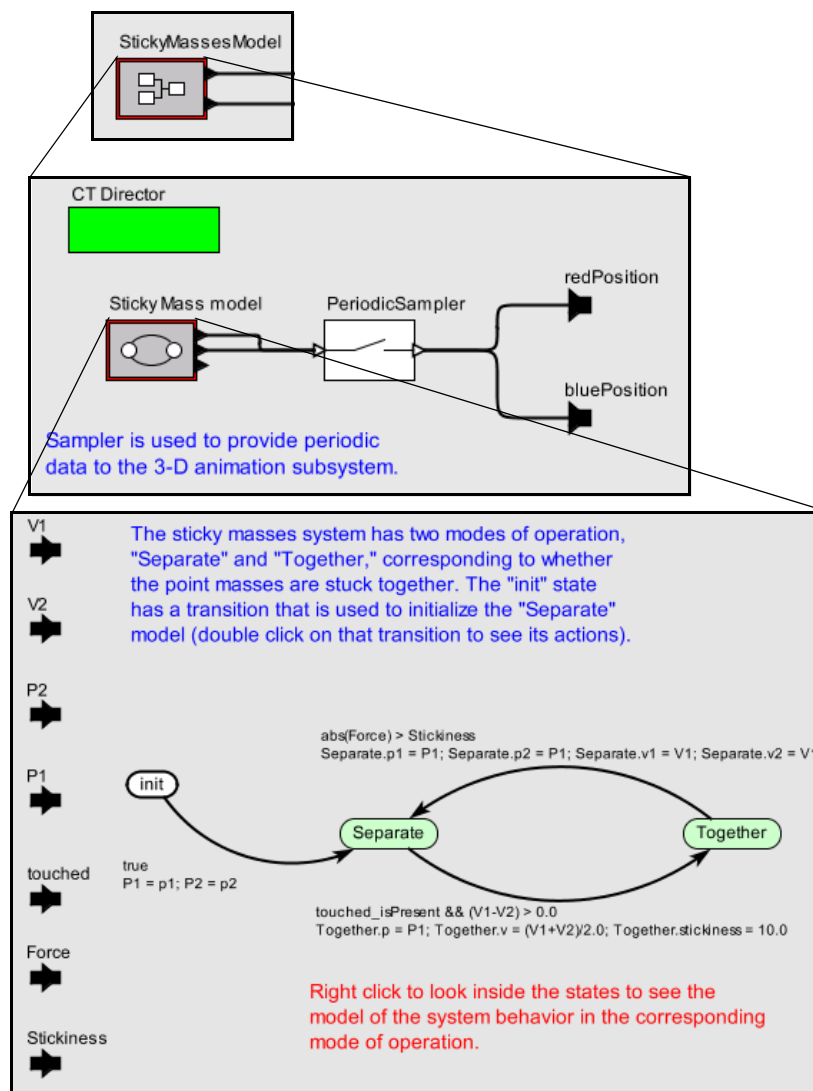 StickyMassesModel
CT Director
Sticky Mass model
PeriodicSampler
redPosition
bluePosition
Sampler is used to provide periodic
data to the 3-D animation subsystem.
V1
The sticky masses system has two modes of operation,
"Separate" and "Together," corresponding to whether
the point masses are stuck together. The "init" state
has a transition that is used to initialize the "Separate"
model (double click on that transition to see its actions).
V2
P2
abs(Force) > Stickiness
Separate.p1 = P1; Separate.p2 = P1; Separate.v1 = V1; Separate.v2 = V1
P1
init
Separate
Together
touched
true
P1 = p1; P2 = p2
touched_isPresent && (V1-V2) > 0.0
Together.p = P1; Together.v = (V1+V2)/2.0; Together.stickiness = 10.0
Force
Right click to look inside the states to see the
model of the system behavior in the corresponding
mode of operation.
Stickiness